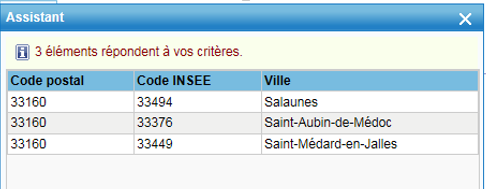 Assistant
3 éléments répondent à vos critères.
Code postal Code INSEE Ville
33160 33494 Salaunes
33160 33376 Saint-Aubin-de-Médoc
33160 33449 Saint-Médard-en-Jalles